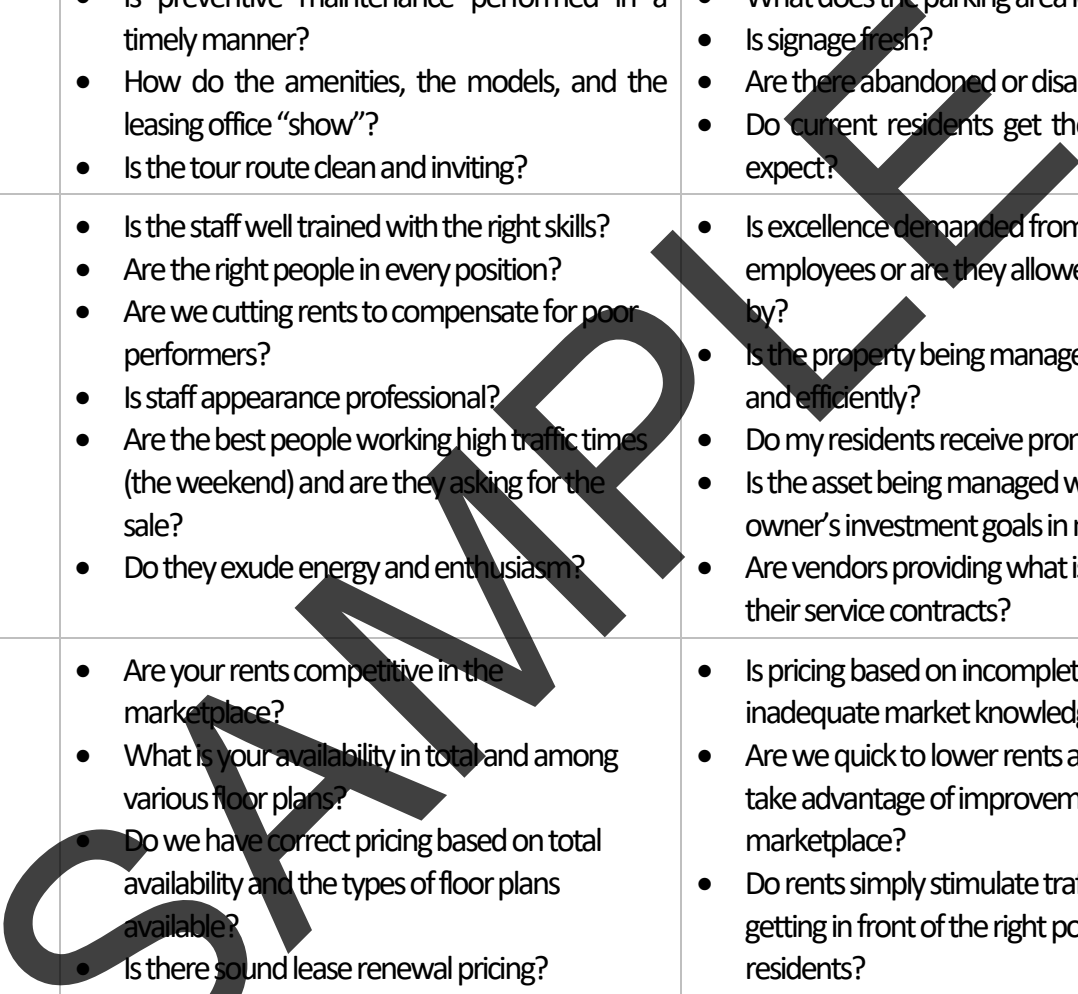 Is preventive maintenance performed in a
timely manner?
• How do the amenities, the models, and the
leasing office “show”?
• Is the tour route clean and inviting?
What does the parking area
• Is signage fresh?
• Are there abandoned or
• Do current residents get
expect?
• Is the staff well trained with the right skills?
• Are the right people in every position?
• Are we cutting rents to compensate for poor
performers?
• Is staff appearance professional?
• Are the best people working high traffic times
(the weekend) and are they asking for the
sale?
• Do they exude energy and enthusiasm?
• Is excellence demanded from
employees or are they
by?
• Is the property being
and efficiently?
• Do my residents receive
• Is the asset being managed
owner’s investment goals in
• Are vendors providing what
their service contracts?
• Are your rents competitive in the
marketplace?
• What is your availability in total and among
various floor plans?
• Do we have correct pricing based on total
availability and the types of floor plans
available?
• Is there sound lease renewal pricing?
• Is pricing based on
inadequate market
• Are we quick to lower rents
take advantage of
marketplace?
• Do rents simply stimulate
getting in front of the right
residents?
SAMPLE